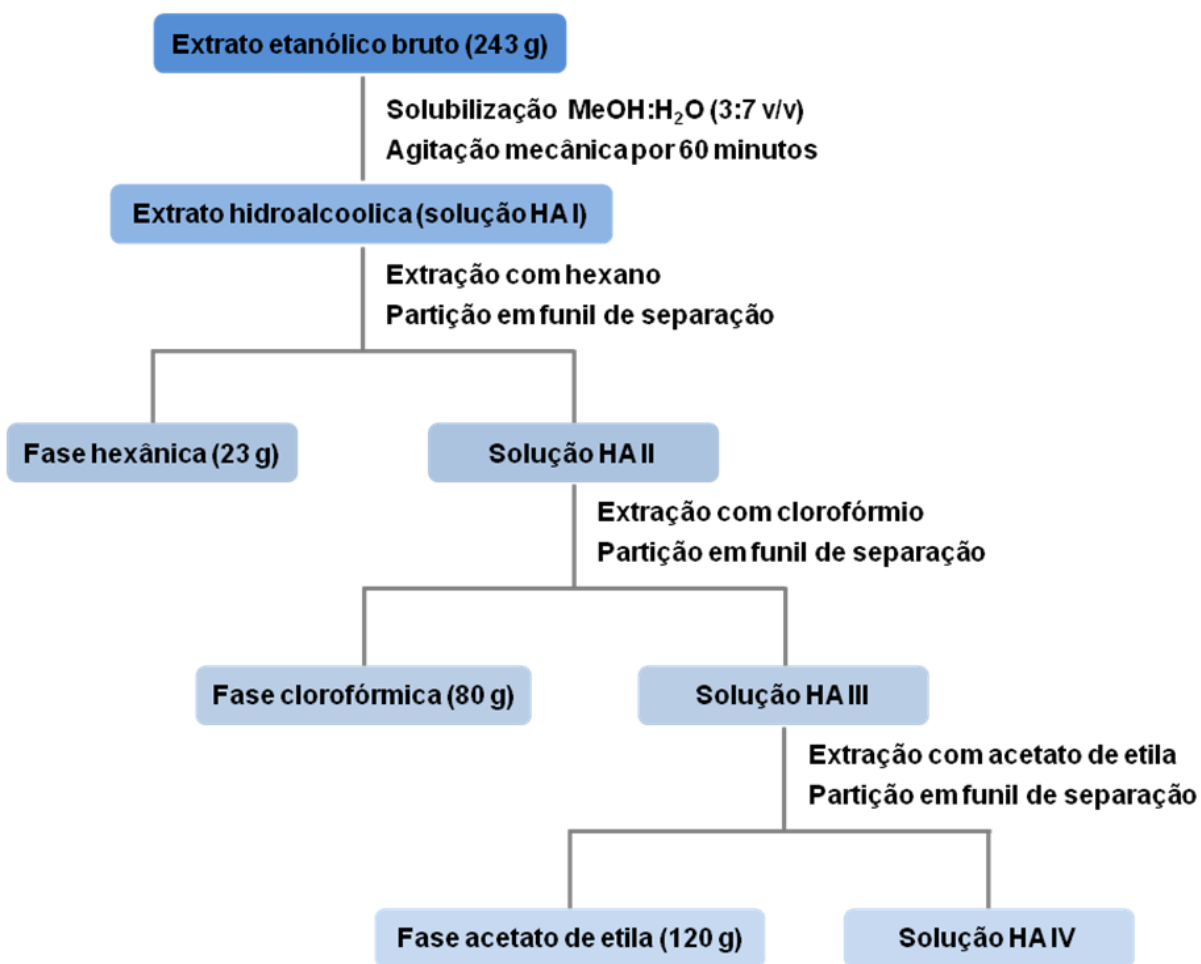 Extrato etanólico bruto (243 g)
Solubilização MeOH:H₂O (3:7 v/v)
Agitação mecânica por 60 minutos
Extrato hidroalcoolica (solução HA I)
Extração com hexano
Partição em funil de separação
Fase hexânica (23 g)
Solução HA II
Extração com clorofórmio
Partição em funil de separação
Fase clorofórmica (80 g)
Solução HA III
Extração com acetato de etila
Partição em funil de separação
Fase acetato de etila (120 g)
Solução HA IV